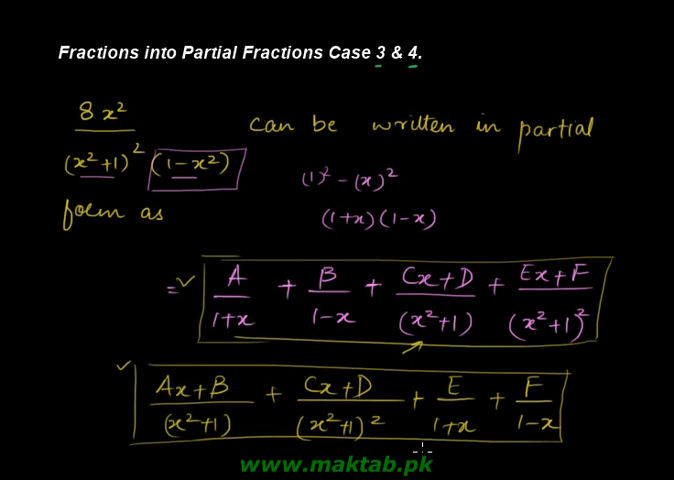 Fractions into Partial Fractions Case 3 & 4.
8x²/((x²+1)²(1-x²)) can be written in partial
(1)² - (x)²
form as
(1+x)(1-x)
= ✓ A/(1+x) + B/(1-x) + (Cx+D)/(x²+1) + (Ex+F)/(x²+1)²
✓ (Ax+B)/(x²+1) + (Cx+D)/(x²+1)² + E/(1+x) + F/(1-x)
www.maktab.pk